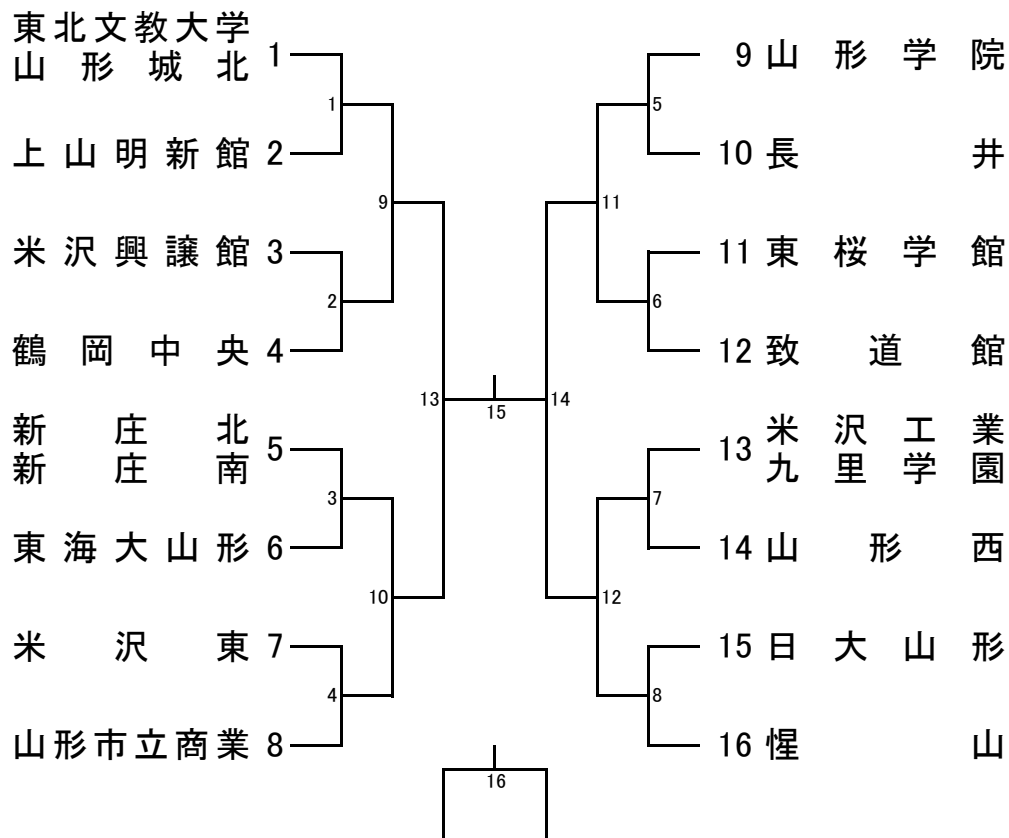 東北文教大学
山形城北 1
上山明新館 2
米沢興譲館 3
鶴岡中央 4
新庄北
新庄南 5
東海大山形 6
米沢東 7
山形市立商業 8
1
2
3
4
9
10
13
15
14
11
12
5
6
7
8
16
9 山形学院
10 長井
11 東桜学館
12 致道館
13 米沢工業
九里学園
14 山形西
15 日大山形
16 惺山